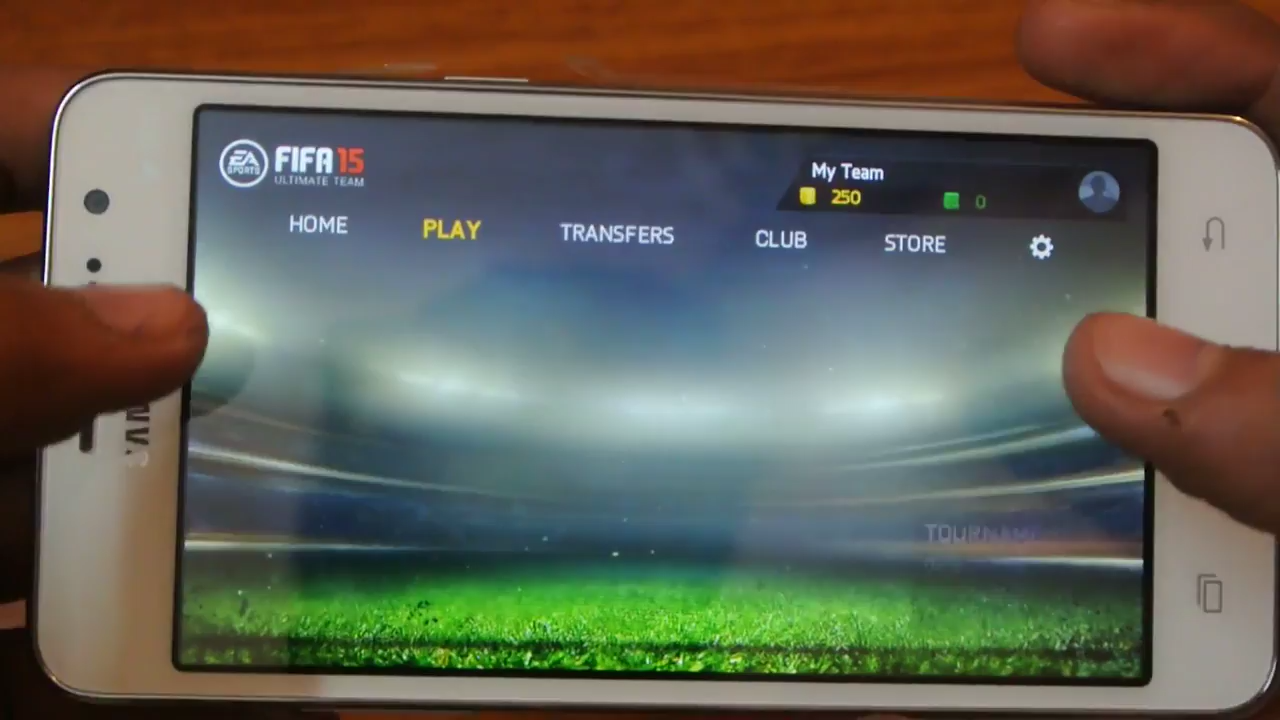 EA SPORTS
FIFA 15
ULTIMATE TEAM
My Team
250 0
HOME PLAY TRANSFERS CLUB STORE